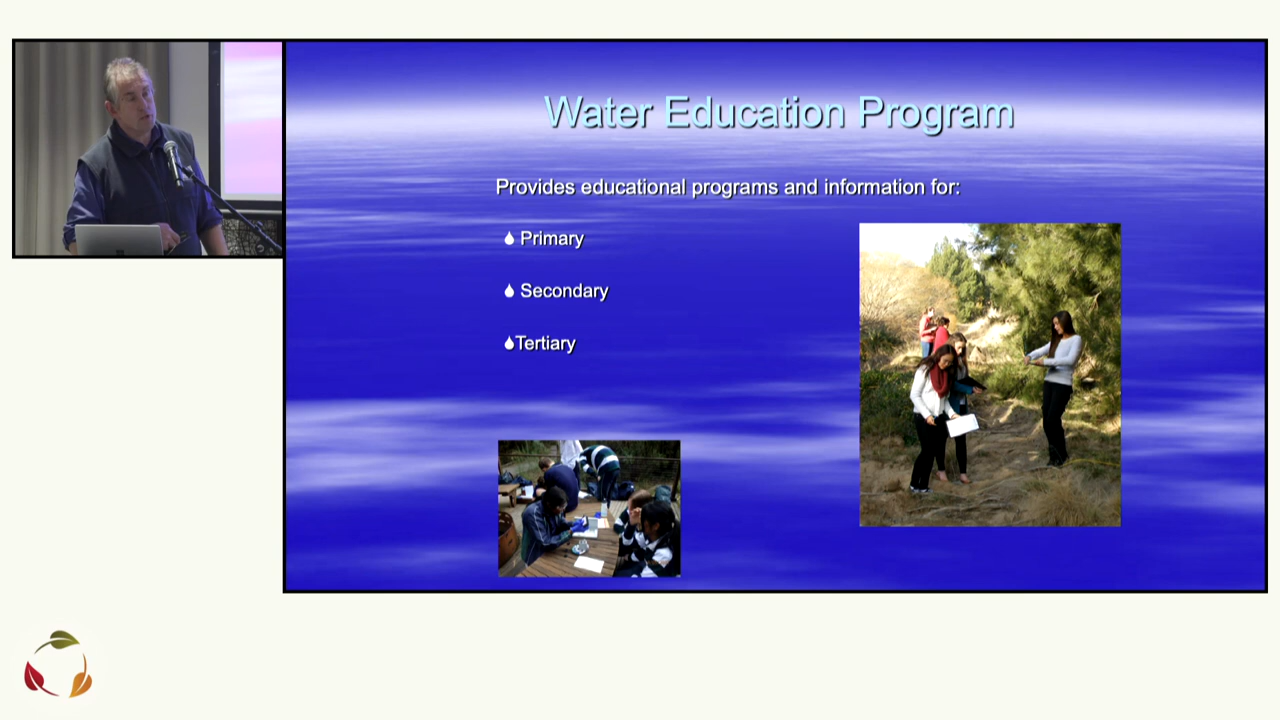 Water Education Program
Provides educational programs and information for:
Primary
Secondary
Tertiary